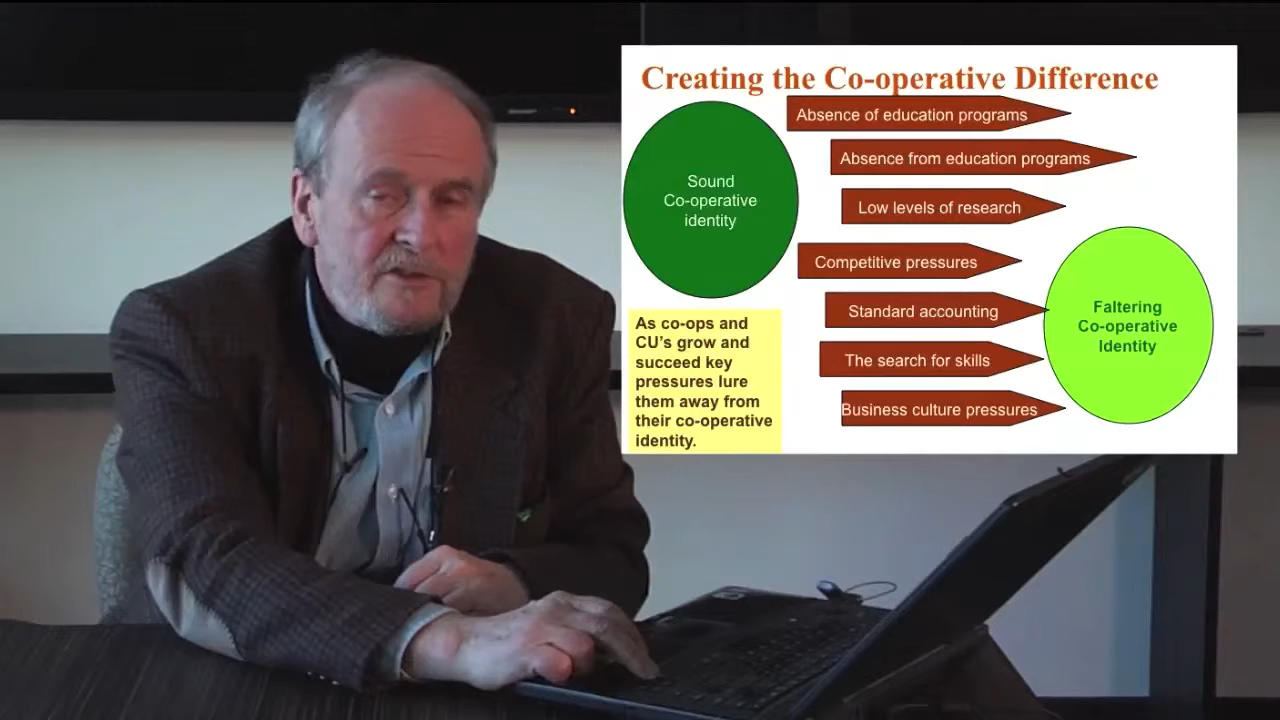 Creating the Co-operative Difference
Absence of education programs
Absence from education programs
Sound
Co-operative
identity
Low levels of research
Competitive pressures
Standard accounting
The search for skills
Business culture pressures
Faltering
Co-operative
Identity
As co-ops and
CU's grow and
succeed key
pressures lure
them away from
their co-operative
identity.